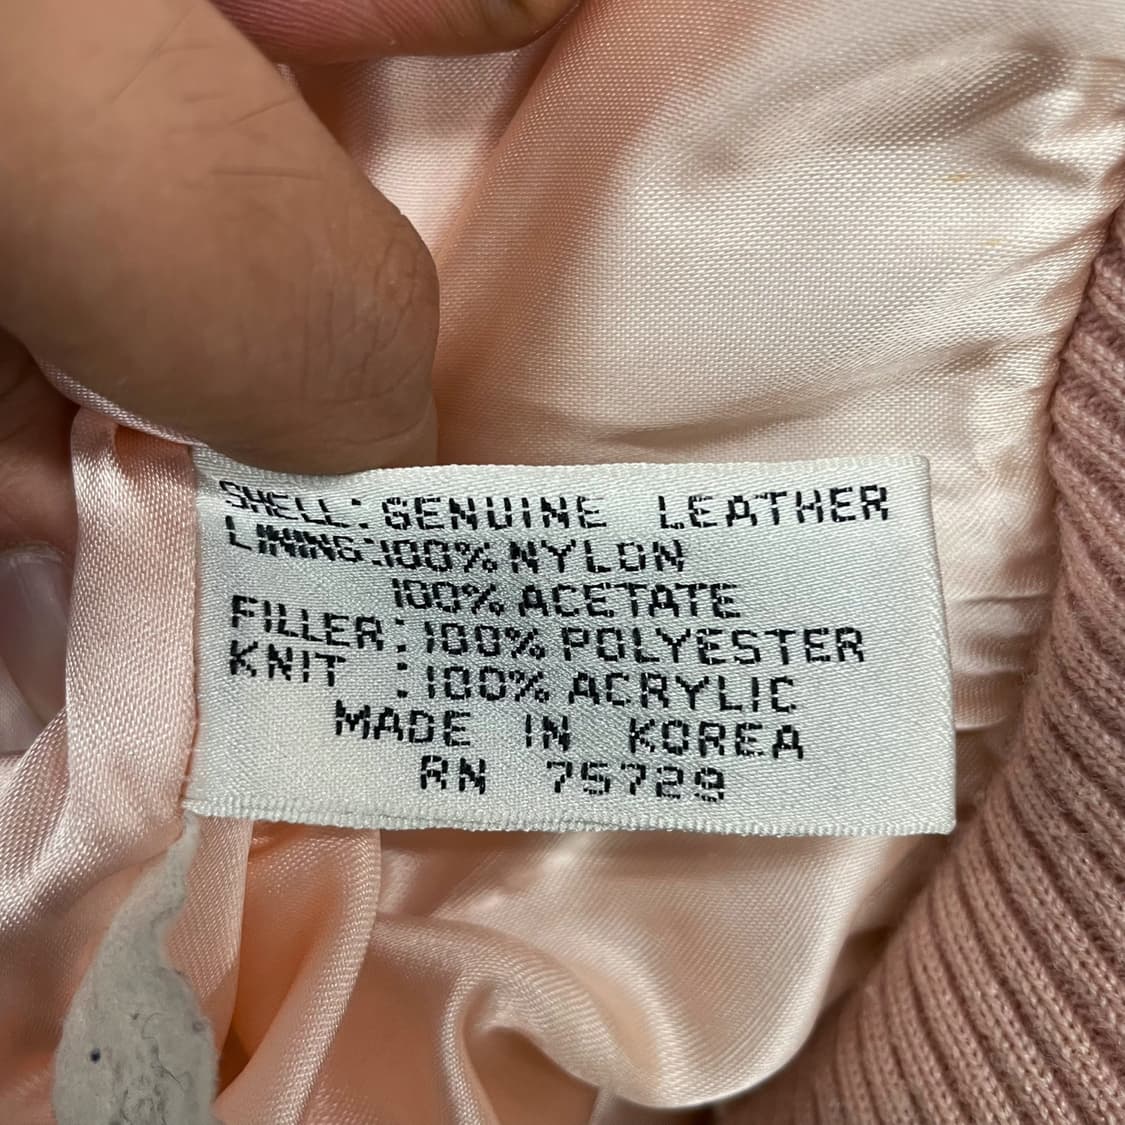 SHELL: GENUINE LEATHER
LINING: 100% NYLON
100% ACETATE
FILLER: 100% POLYESTER
KNIT : 100% ACRYLIC
MADE IN KOREA
RN 75729